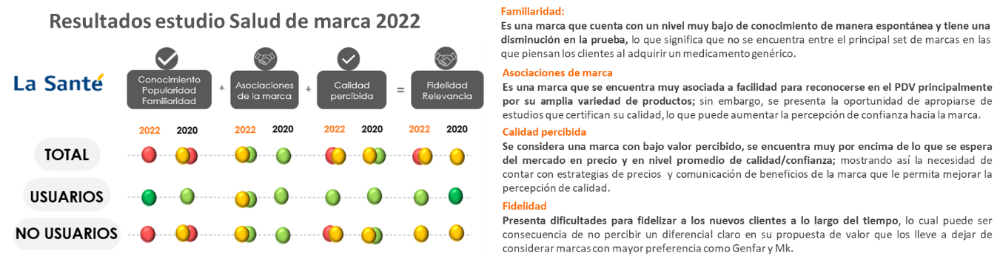 Resultados estudio Salud de marca 2022
La Santé
Conocimiento
Popularidad
Familiaridad
+
Asociaciones
de la marca
+
Calidad
percibida
=
Fidelidad
Relevancia
2022 2020 2022 2020 2022 2020 2022 2020
TOTAL
USUARIOS
NO USUARIOS
Familiaridad:
Es una marca que cuenta con un nivel muy bajo de conocimiento de manera espontánea y tiene una
disminución en la prueba, lo que significa que no se encuentra entre el principal set de marcas en las
que piensan los clientes al adquirir un medicamento genérico.
Asociaciones de marca
Es una marca que se encuentra muy asociada a facilidad para reconocerse en el PDV principalmente
por su amplia variedad de productos; sin embargo, se presenta la oportunidad de apropiarse de
estudios que certifican su calidad, lo que puede aumentar la percepción de confianza hacia la marca.
Calidad percibida
Se considera una marca con bajo valor percibido, se encuentra muy por encima de lo que se espera
del mercado en precio y en nivel promedio de calidad/confianza; mostrando así la necesidad de
contar con estrategias de precios y comunicación de beneficios de la marca que le permita mejorar la
percepción de calidad.
Fidelidad
Presenta dificultades para fidelizar a los nuevos clientes a lo largo del tiempo, lo cual puede ser
consecuencia de no percibir un diferencial claro en su propuesta de valor que los lleve a dejar de
considerar marcas con mayor preferencia como Genfar y Mk.